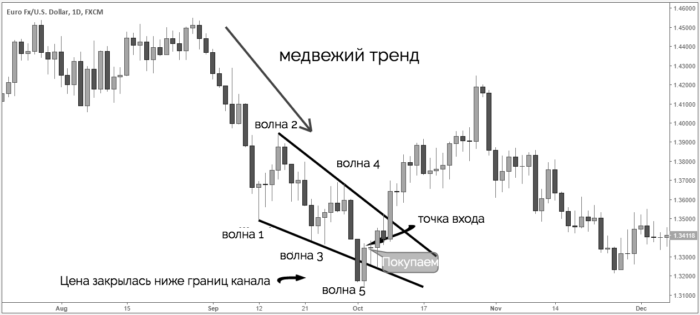 Euro Fx/U.S. Dollar, 1D, FXCM
1.46000
1.45000
медвежий тренд
1.44000
1.43000
1.42000
1.41000
1.40000
волна 2
1.39000
1.38000
волна 4
1.37000
1.36000
точка входа
1.35000
волна 1
1.34110
волна 3
1.33000
Покупаем
Цена закрылась ниже границ канала
1.32000
волна 5
1.31000
Aug
15
Sep
12
21
Oct
17
Nov
14
Dec